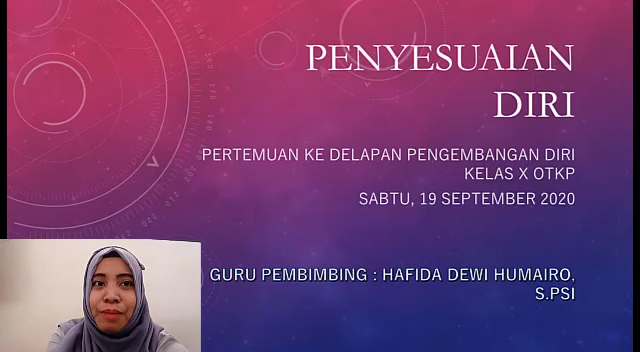 PENYESUAIAN
DIRI
PERTEMUAN KE DELAPAN PENGEMBANGAN DIRI
KELAS X OTKP
SABTU, 19 SEPTEMBER 2020
GURU PEMBIMBING : HAFIDA DEWI HUMAIRO,
S.PSI